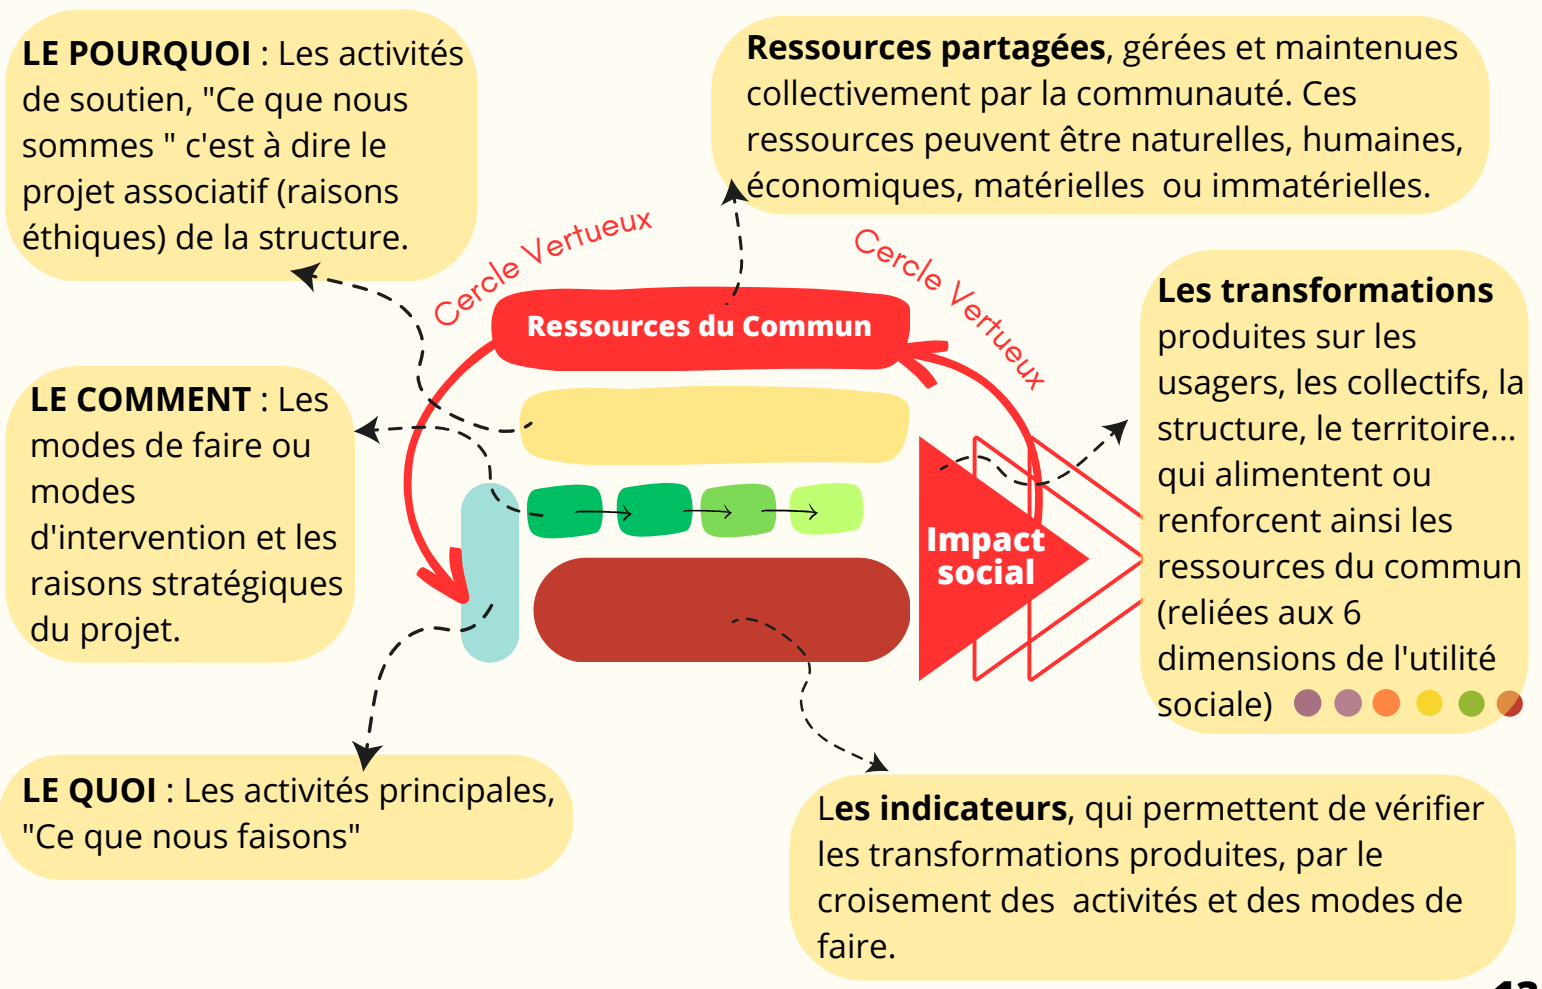 LE POURQUOI : Les activités
de soutien, "Ce que nous
sommes " c'est à dire le
projet associatif (raisons
éthiques) de la structure.
Ressources partagées, gérées et maintenues
collectivement par la communauté. Ces
ressources peuvent être naturelles, humaines,
économiques, matérielles  ou immatérielles.
Cercle Vertueux
Cercle Vertueux
Ressources du Commun
LE COMMENT : Les
modes de faire ou
modes
d'intervention et les
raisons stratégiques
du projet.
Impact
social
Les transformations
produites sur les
usagers, les collectifs, la
structure, le territoire...
qui alimentent ou
renforcent ainsi les
ressources du commun
(reliées aux 6
dimensions de l'utilité
sociale)
LE QUOI : Les activités principales,
"Ce que nous faisons"
Les indicateurs, qui permettent de vérifier
les transformations produites, par le
croisement des  activités et des modes de
faire.